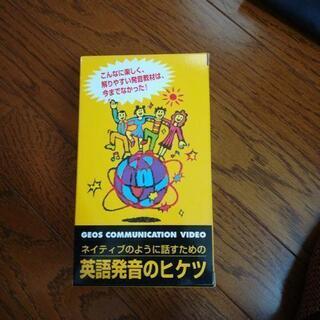 こんなに楽しく、
解りやすい発音教材は、
今までなかった！
GEOS COMMUNICATION VIDEO
ネイティブのように話すための
英語発音のヒケツ